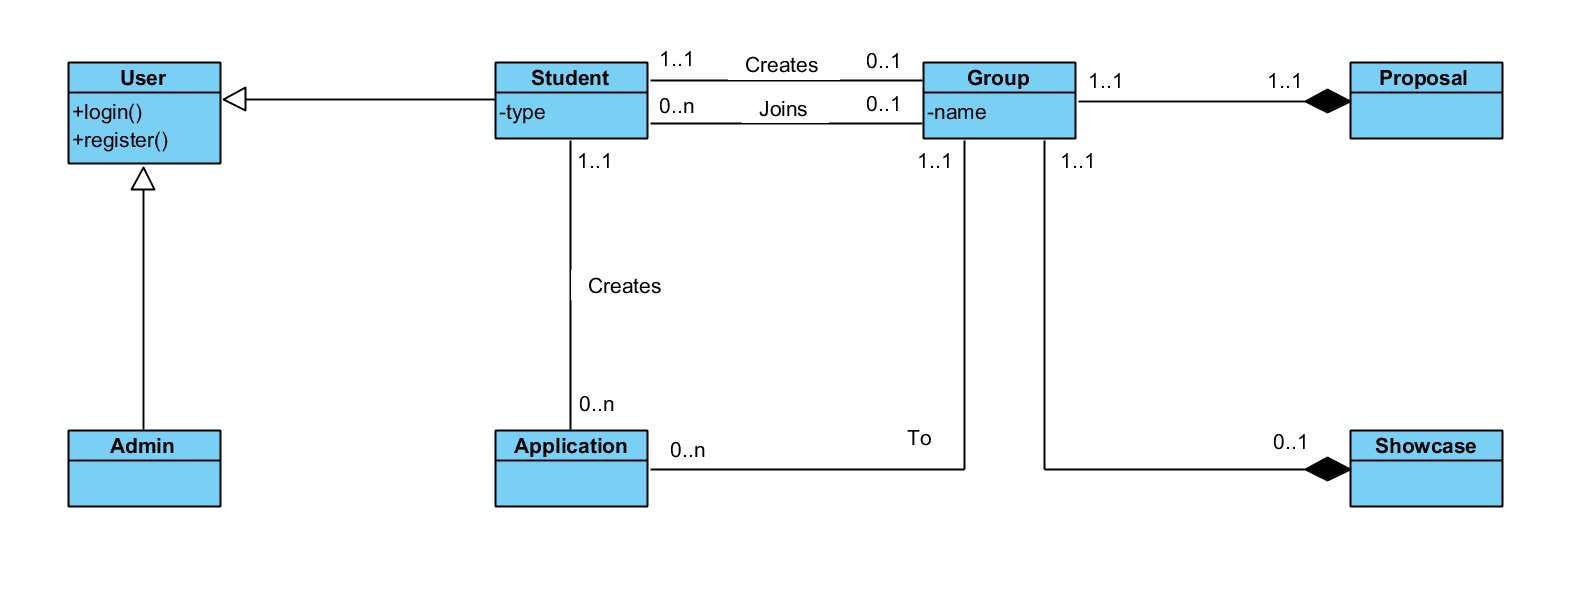 User
+login()
+register()
Student
-type
1..1
Creates
0..1
0..n
Joins
0..1
Group
-name
1..1
1..1
Proposal
1..1
1..1
1..1
Creates
0..n
To
0..n
0..1
Admin
Application
Showcase